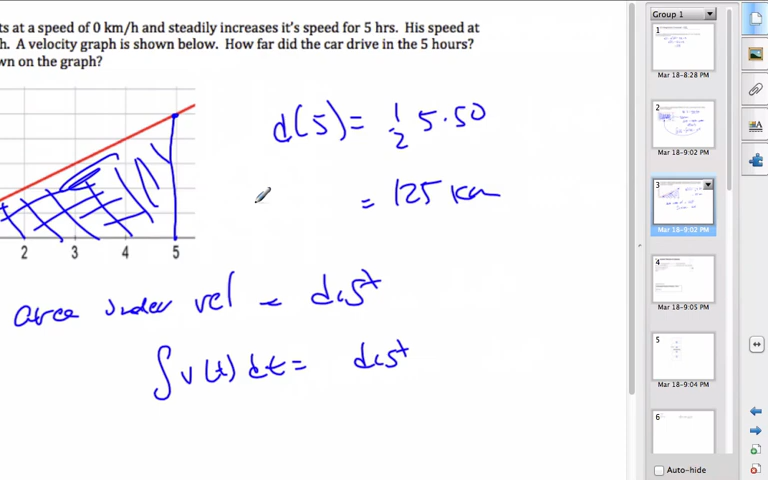 ts at a speed of 0 km/h and steadily increases it's speed for 5 hrs. His speed at
h. A velocity graph is shown below. How far did the car drive in the 5 hours?
wn on the graph?
d(5) = 1/2 5·50
= 125 km
2 3 4 5
area under vel = dist
∫v(t)dt = dist
Group 1
1
Mar 18-8:28 PM
2
Mar 18-9:02 PM
3
Mar 18-9:02 PM
4
Mar 18-9:05 PM
5
Mar 18-9:04 PM
6
Auto-hide